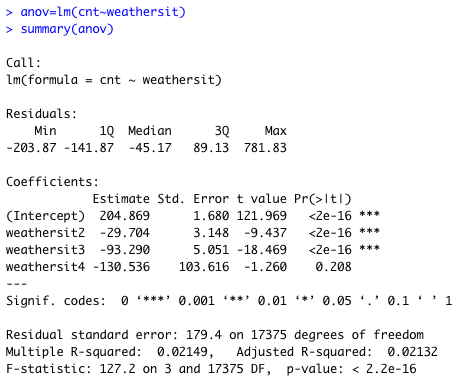 > anov=lm(cnt~weathersit)
> summary(anov)
Call:
lm(formula = cnt ~ weathersit)
Residuals:
    Min      1Q  Median      3Q     Max
-203.87 -141.87  -45.17   89.13  781.83
Coefficients:
            Estimate Std. Error t value Pr(>|t|)
(Intercept)  204.869      1.680 121.969   <2e-16 ***
weathersit2  -29.704      3.148  -9.437   <2e-16 ***
weathersit3  -93.290      5.051 -18.469   <2e-16 ***
weathersit4 -130.536    103.616  -1.260    0.208
---
Signif. codes:  0 ‘***’ 0.001 ‘**’ 0.01 ‘*’ 0.05 ‘.’ 0.1 ‘ ’ 1
Residual standard error: 179.4 on 17375 degrees of freedom
Multiple R-squared:  0.02149,	Adjusted R-squared:  0.02132
F-statistic: 127.2 on 3 and 17375 DF,  p-value: < 2.2e-16